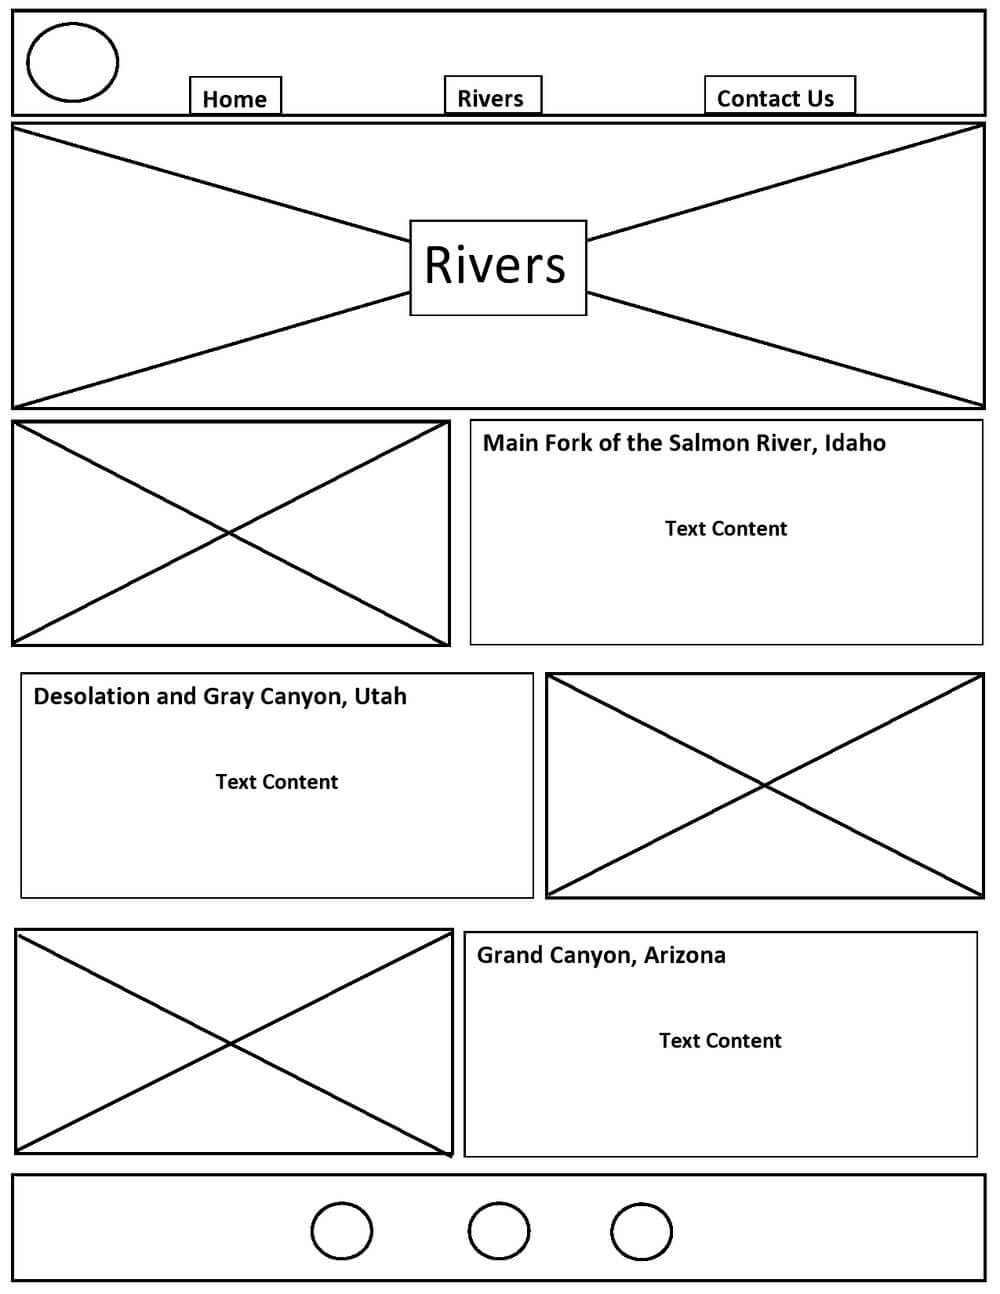 Home
Rivers
Contact Us
Rivers
Main Fork of the Salmon River, Idaho
Text Content
Desolation and Gray Canyon, Utah
Text Content
Grand Canyon, Arizona
Text Content